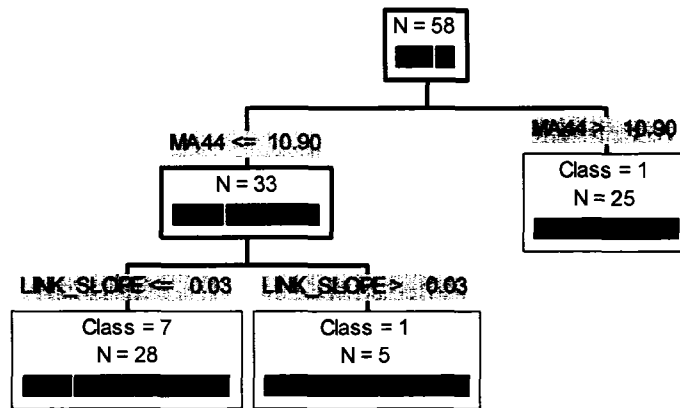 N = 58
MA44 <= 10.90
MA44 > 10.90
N = 33
Class = 1
N = 25
LINK_SLOPE <= 0.03
LINK_SLOPE > 0.03
Class = 7
N = 28
Class = 1
N = 5